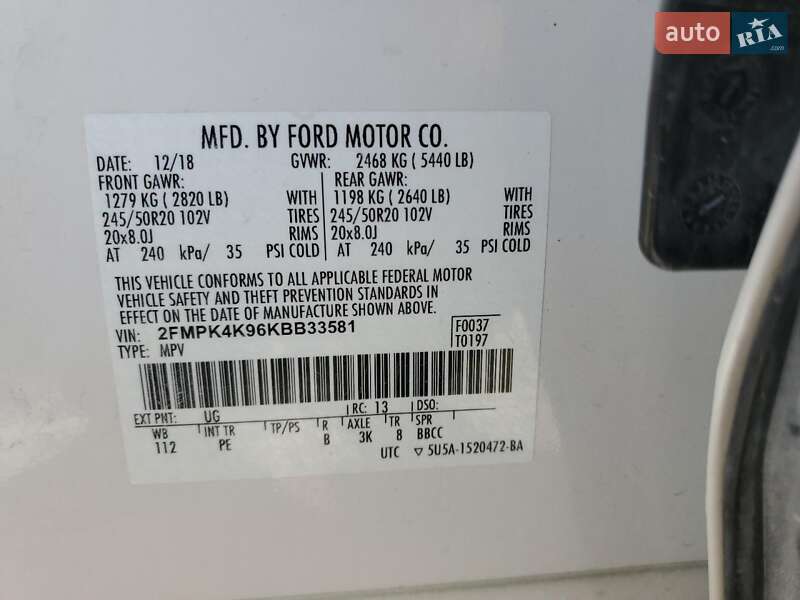 auto RIA.com
MFD. BY FORD MOTOR CO.
DATE: 12/18 GVWR: 2468 KG ( 5440 LB)
FRONT GAWR: REAR GAWR:
1279 KG ( 2820 LB) WITH 1198 KG ( 2640 LB) WITH
245/50R20 102V TIRES 245/50R20 102V TIRES
20x8.0J RIMS 20x8.0J RIMS
AT 240 kPa/ 35 PSI COLD AT 240 kPa/ 35 PSI COLD
THIS VEHICLE CONFORMS TO ALL APPLICABLE FEDERAL MOTOR
VEHICLE SAFETY AND THEFT PREVENTION STANDARDS IN
EFFECT ON THE DATE OF MANUFACTURE SHOWN ABOVE.
VIN: 2FMPK4K96KBB33581 F0037
TYPE: MPV T0197
EXT PNT: UG RC: 13 DSO:
WB INT TR TP/PS R AXLE TR SPR
112 PE B 3K 8 BBCC
UTC ▽ 5U5A-1520472-BA